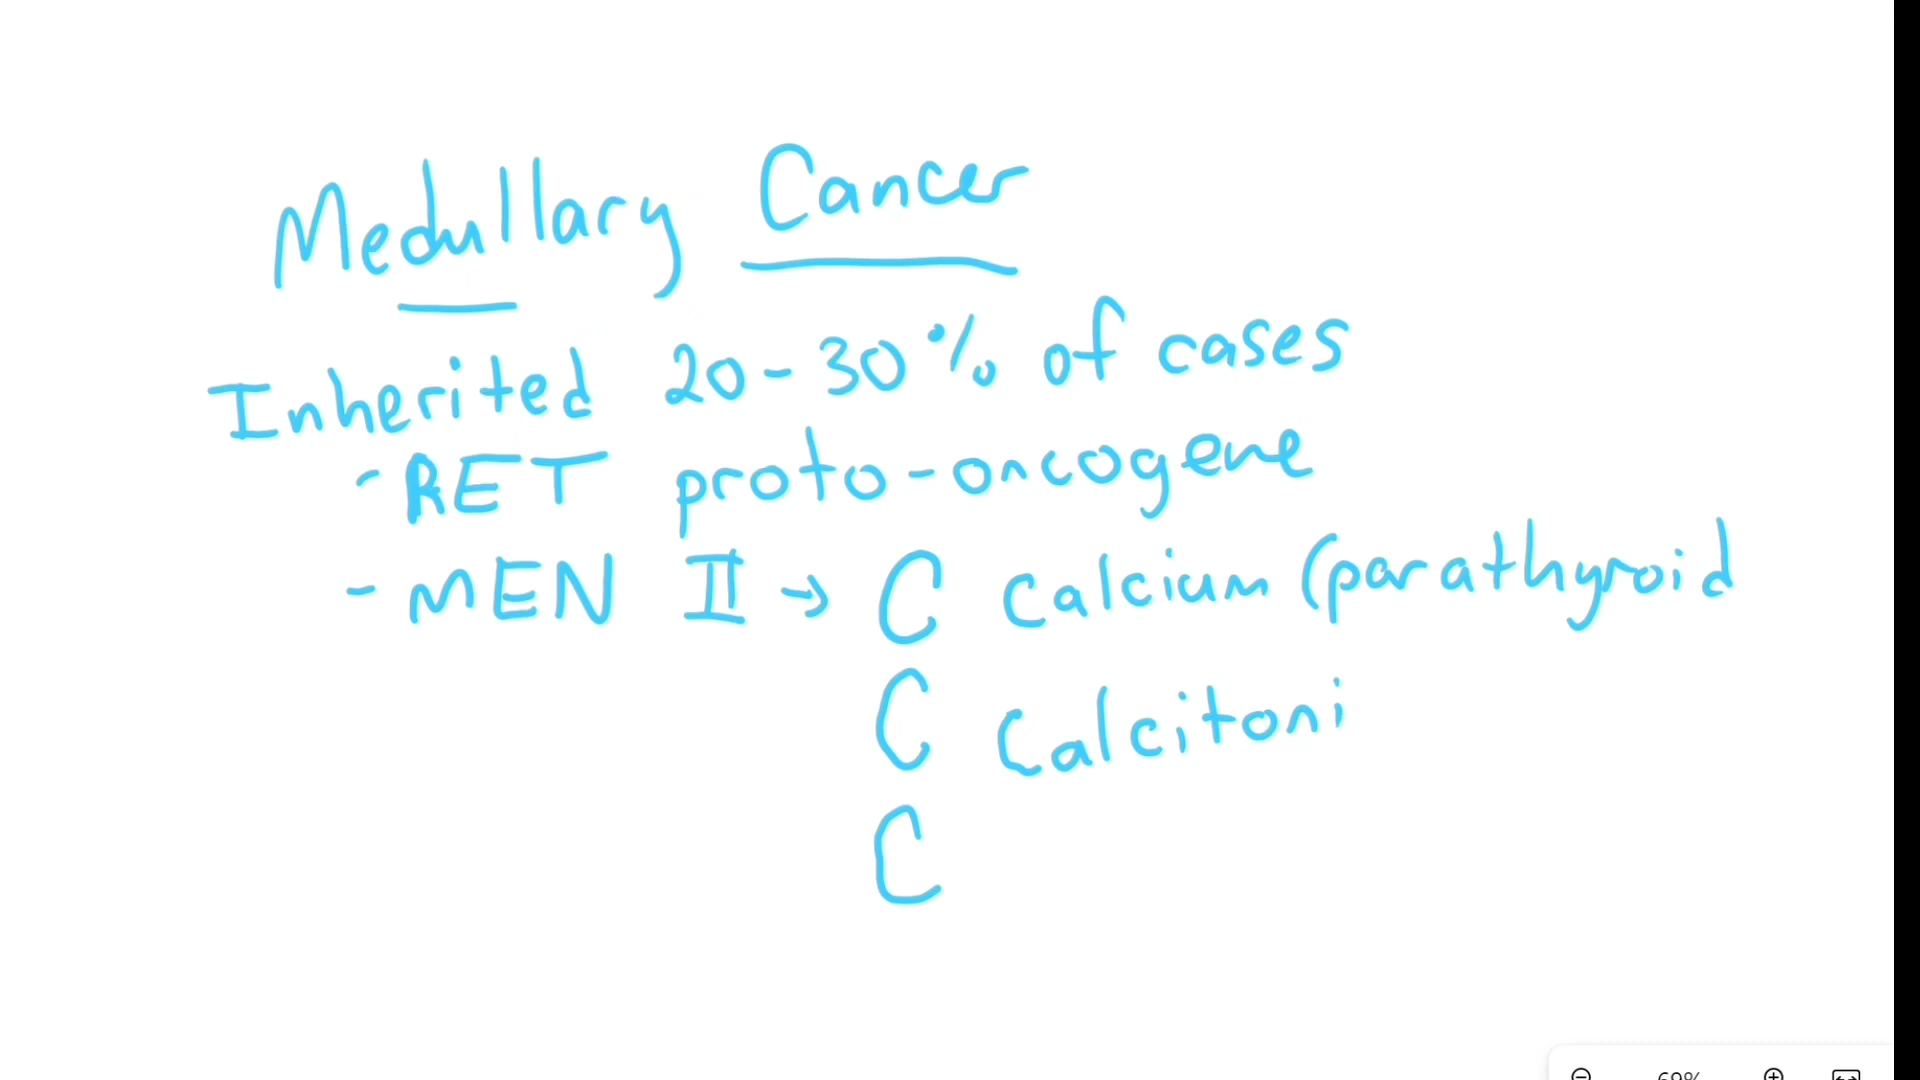 Medullary Cancer
Inherited 20-30% of cases
- RET proto-oncogene
- MEN II → C Calcium (parathyroid
C Calcitoni
C